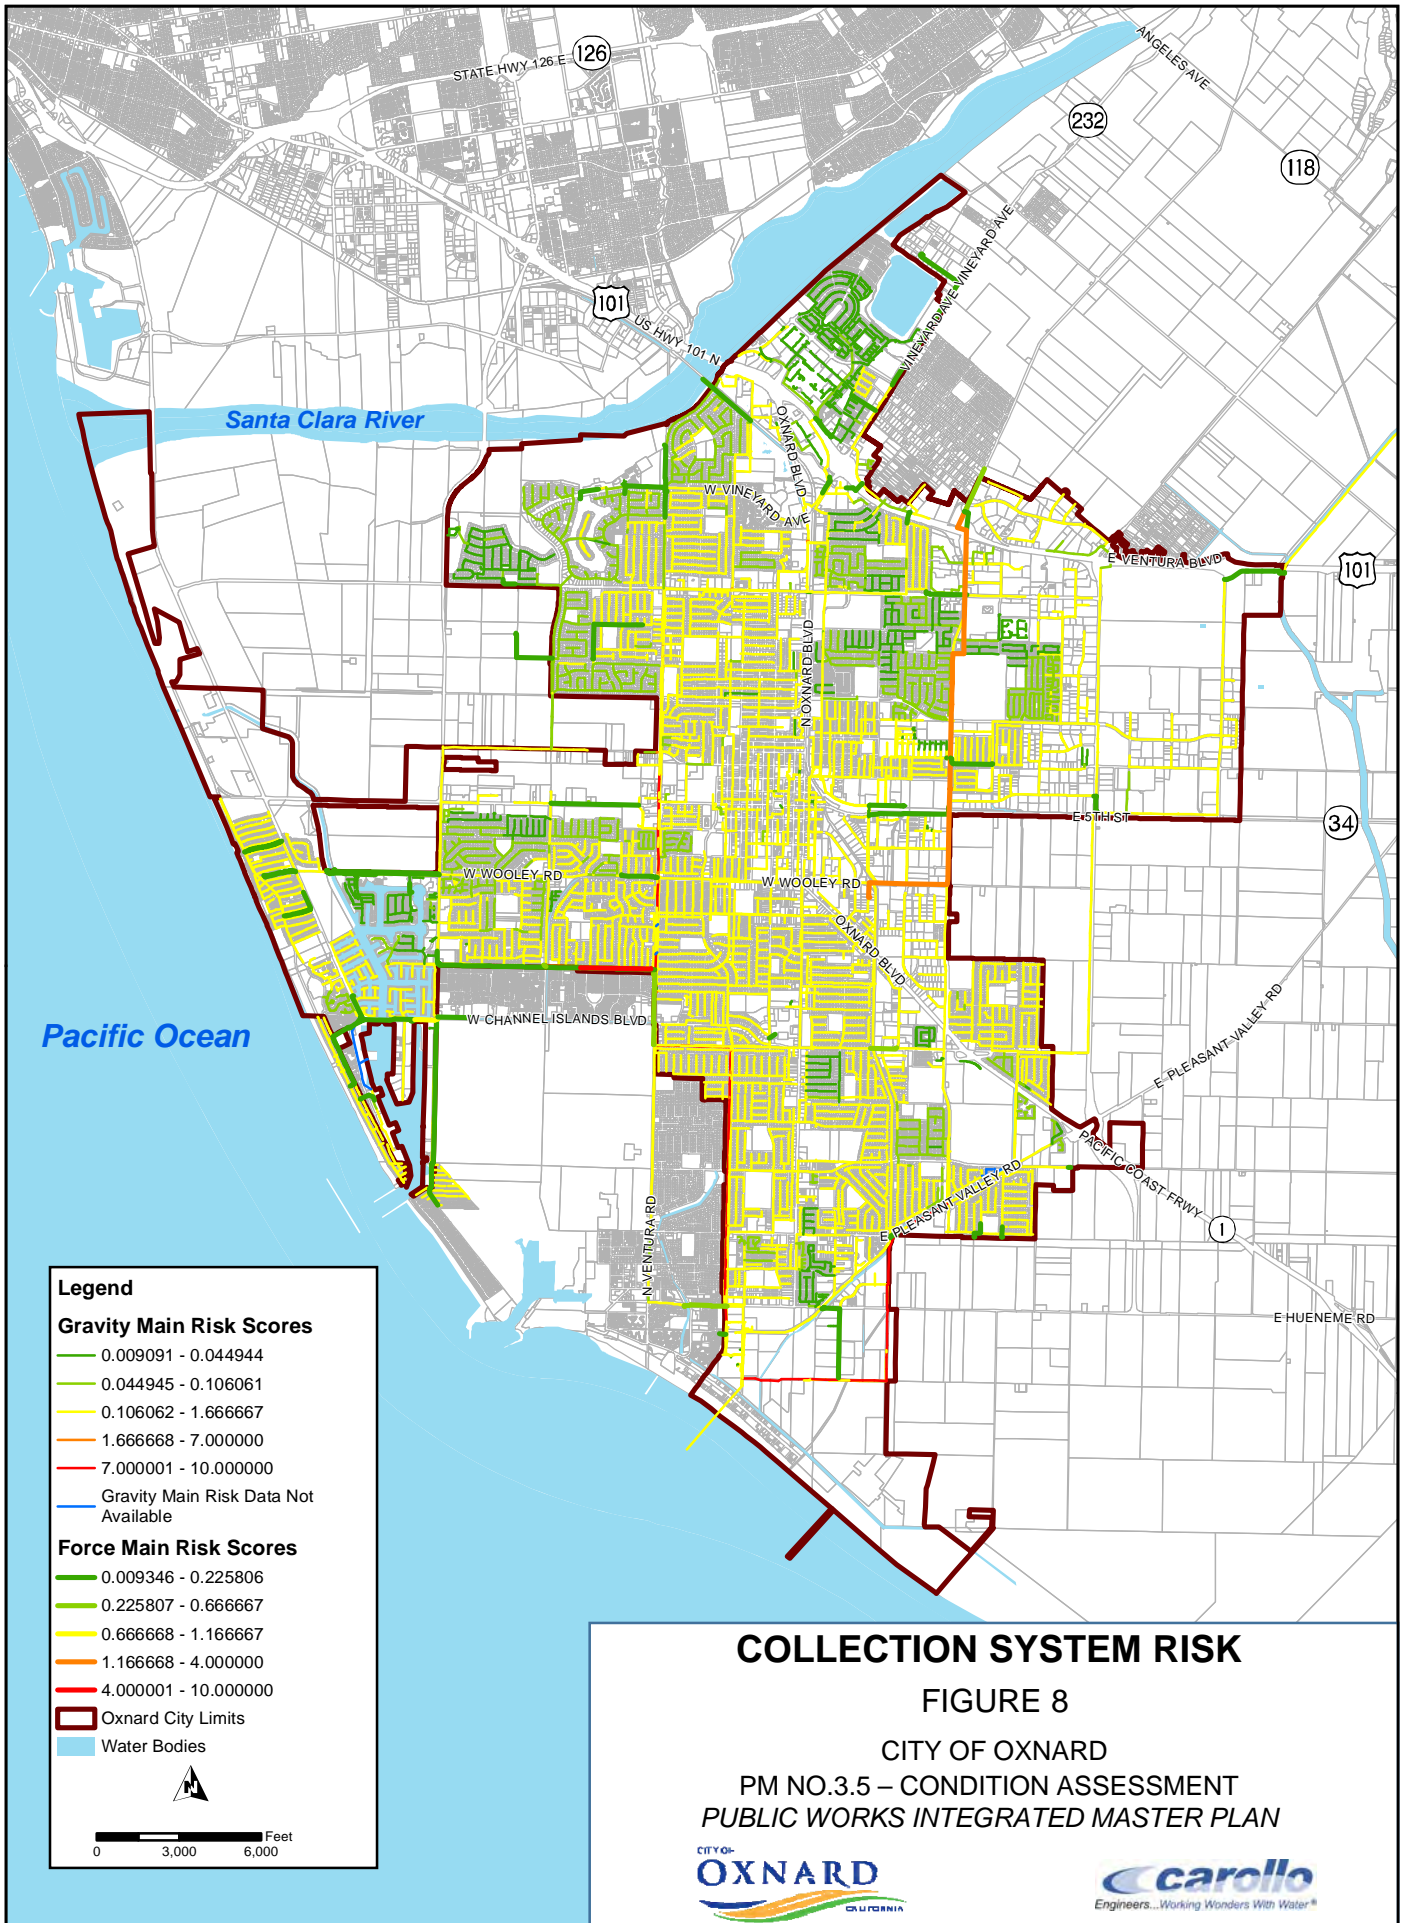 STATE HWY 126 E
126
ANGELES AVE
232
118
101
US HWY 101 N
VINEYARD AVE
VINEYARD AVE
Santa Clara River
OXNARD BLVD
W VINEYARD AVE
E VENTURA BLVD
101
N OXNARD BLVD
E 5TH ST
34
W WOOLEY RD
W WOOLEY RD
OXNARD BLVD
Pacific Ocean
W CHANNEL ISLANDS BLVD
E PLEASANT VALLEY RD
PACIFIC COAST FRWY
1
E PLEASANT VALLEY RD
N VENTURA RD
E HUENEME RD
Legend
Gravity Main Risk Scores
0.009091 - 0.044944
0.044945 - 0.106061
0.106062 - 1.666667
1.666668 - 7.000000
7.000001 - 10.000000
Gravity Main Risk Data Not
Available
Force Main Risk Scores
0.009346 - 0.225806
0.225807 - 0.666667
0.666668 - 1.166667
1.166668 - 4.000000
4.000001 - 10.000000
Oxnard City Limits
Water Bodies
N
Feet
0 3,000 6,000
COLLECTION SYSTEM RISK
FIGURE 8
CITY OF OXNARD
PM NO.3.5 – CONDITION ASSESSMENT
PUBLIC WORKS INTEGRATED MASTER PLAN
CITY OF
OXNARD
CALIFORNIA
carollo
Engineers...Working Wonders With Water®